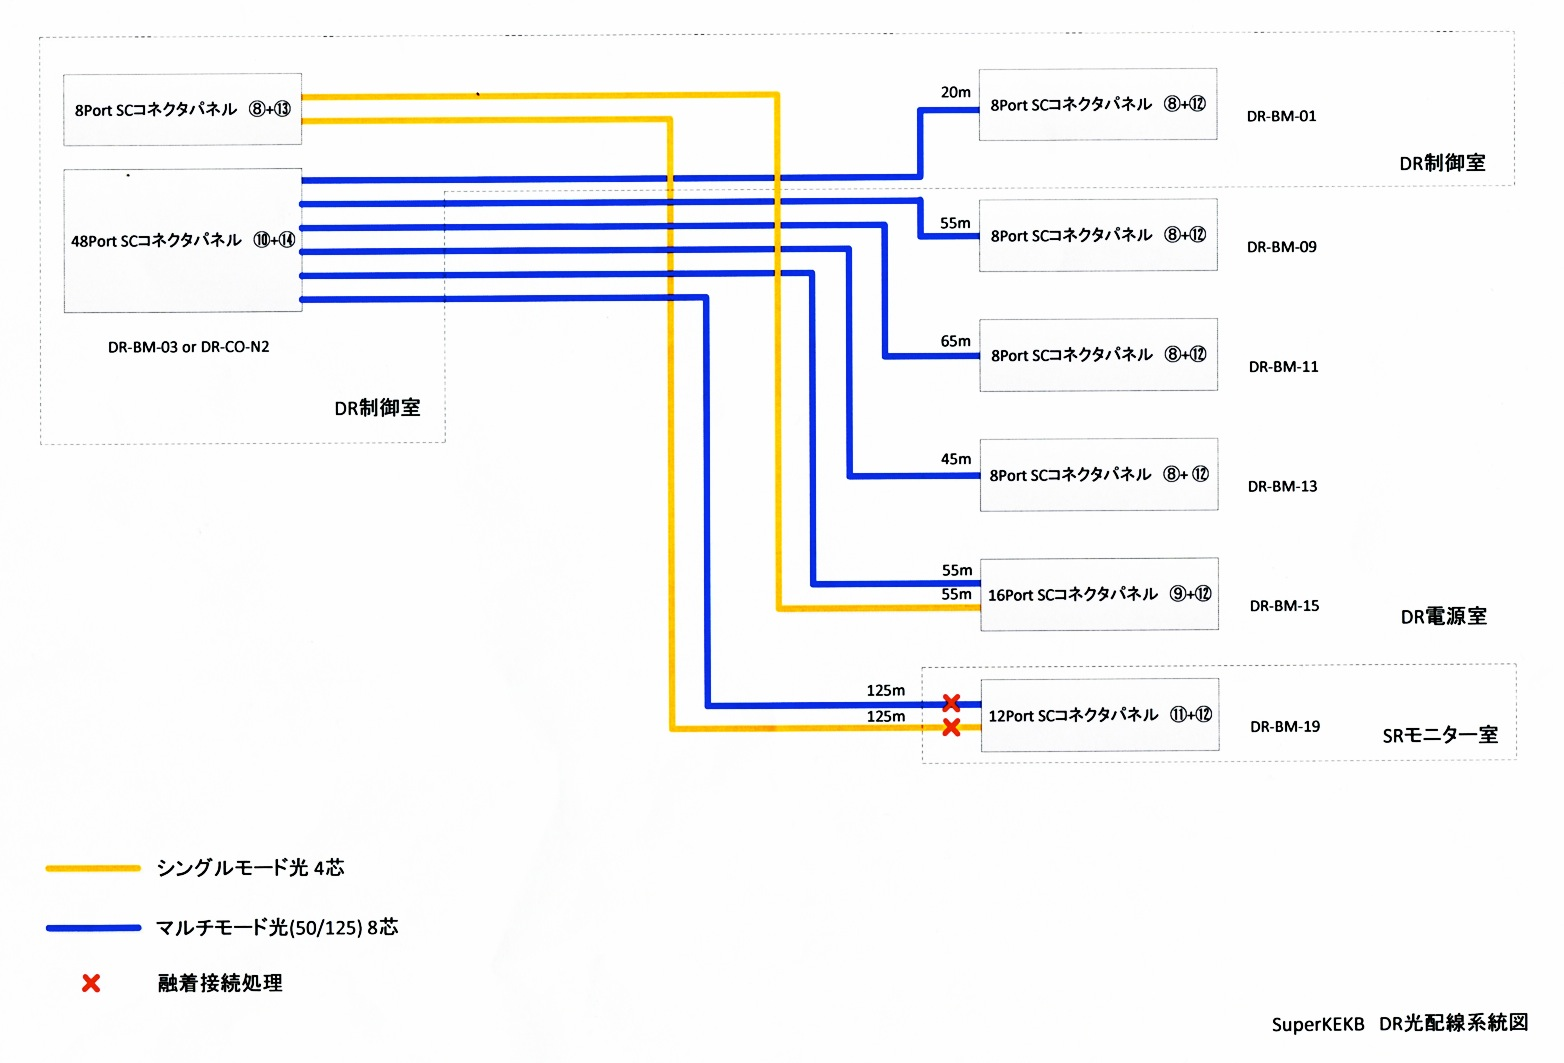 8Port SCコネクタパネル ⑧+⑬
20m
8Port SCコネクタパネル ⑧+⑫
DR-BM-01
DR制御室
48Port SCコネクタパネル ⑩+⑭
55m
8Port SCコネクタパネル ⑧+⑫
DR-BM-09
DR-BM-03 or DR-CO-N2
65m
8Port SCコネクタパネル ⑧+⑫
DR-BM-11
DR制御室
45m
8Port SCコネクタパネル ⑧+ ⑫
DR-BM-13
55m
55m
16Port SCコネクタパネル ⑨+⑫
DR-BM-15
DR電源室
125m
125m
12Port SCコネクタパネル ⑪+⑫
DR-BM-19
SRモニター室
シングルモード光 4芯
マルチモード光(50/125) 8芯
融着接続処理
SuperKEKB DR光配線系統図